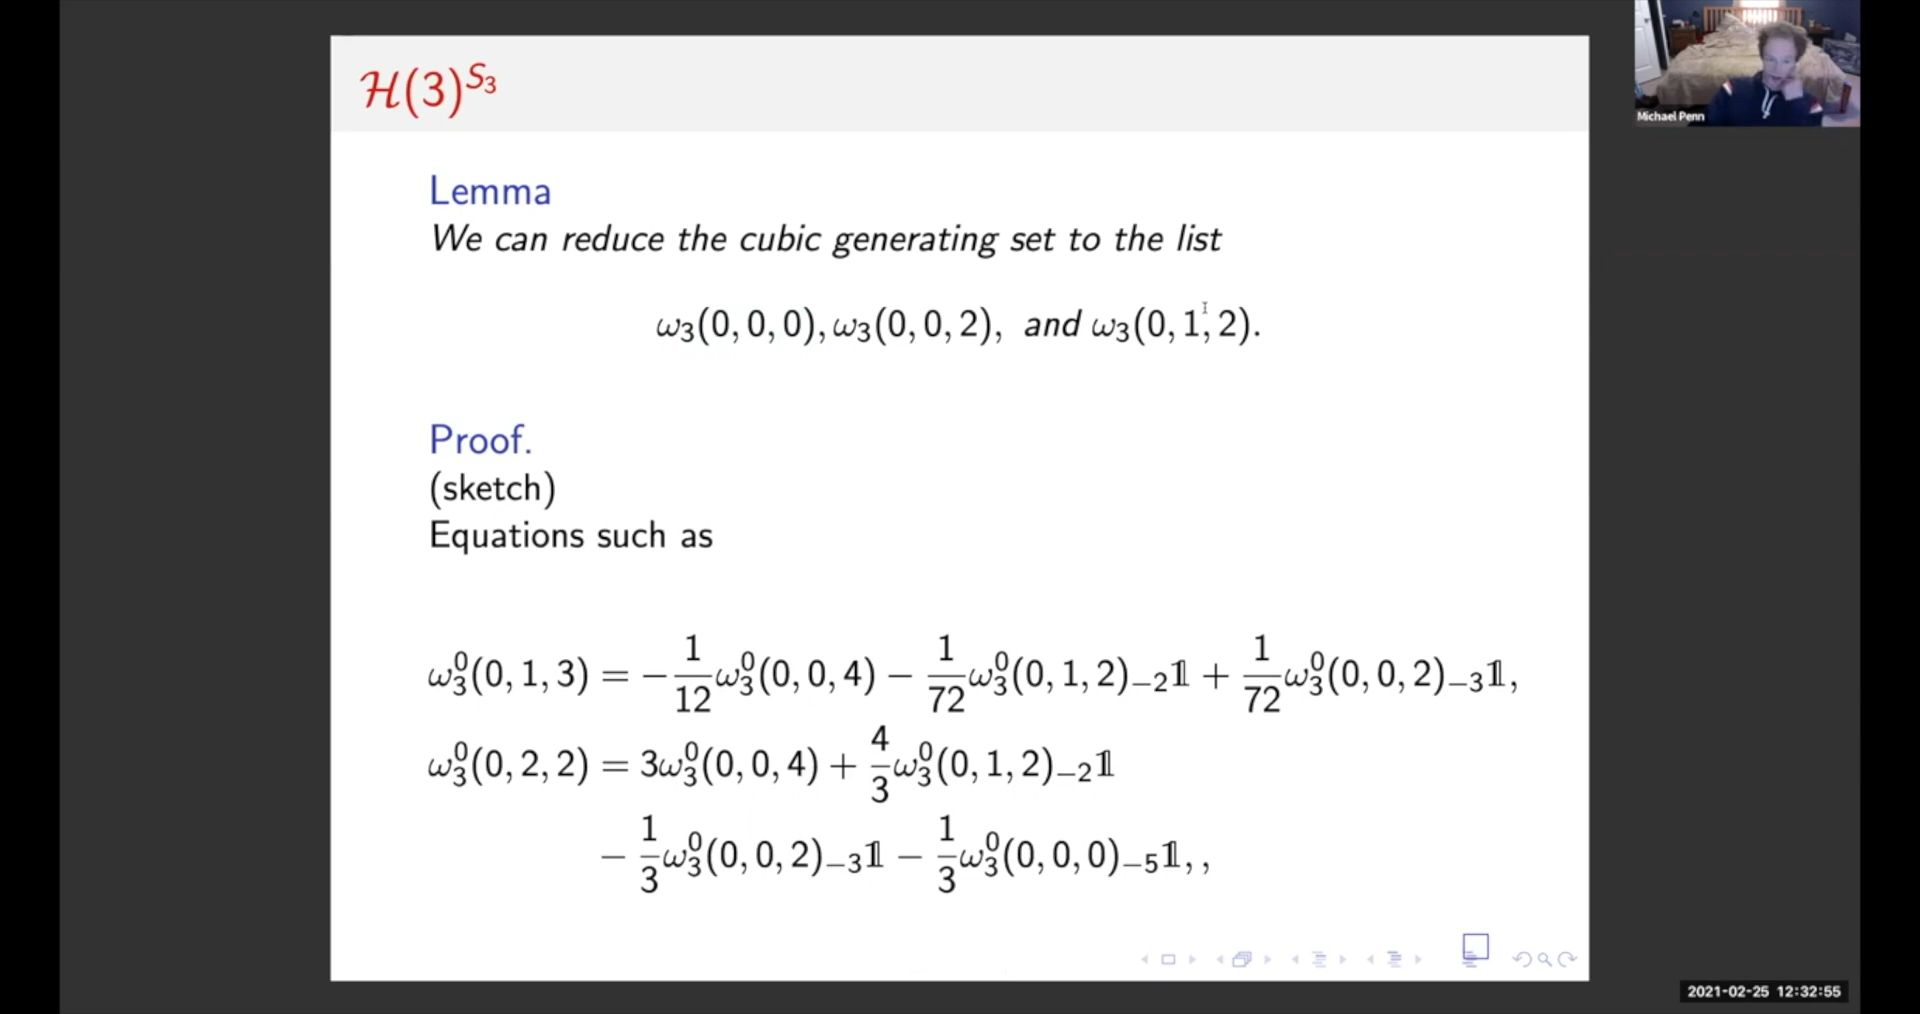 ℋ(3)^{S₃}
Michael Penn
Lemma
We can reduce the cubic generating set to the list
ω₃(0, 0, 0), ω₃(0, 0, 2), and ω₃(0, 1, 2).
Proof.
(sketch)
Equations such as
ω₃⁰(0, 1, 3) = −1/12 ω₃⁰(0, 0, 4) − 1/72 ω₃⁰(0, 1, 2)₋₂𝟙 + 1/72 ω₃⁰(0, 0, 2)₋₃𝟙,
ω₃⁰(0, 2, 2) = 3ω₃⁰(0, 0, 4) + 4/3 ω₃⁰(0, 1, 2)₋₂𝟙
− 1/3 ω₃⁰(0, 0, 2)₋₃𝟙 − 1/3 ω₃⁰(0, 0, 0)₋₅𝟙, ,
2021-02-25 12:32:55